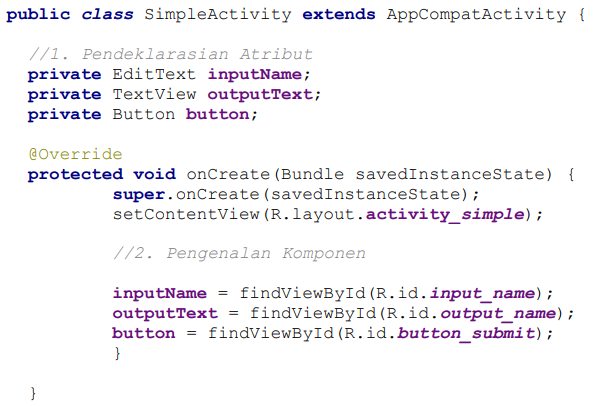 public class SimpleActivity extends AppCompatActivity {
//1. Pendeklarasian Atribut
private EditText inputName;
private TextView outputText;
private Button button;
@Override
protected void onCreate(Bundle savedInstanceState) {
super.onCreate(savedInstanceState);
setContentView(R.layout.activity_simple);
//2. Pengenalan Komponen
inputName = findViewById(R.id.input_name);
outputText = findViewById(R.id.output_name);
button = findViewById(R.id.button_submit);
}
}